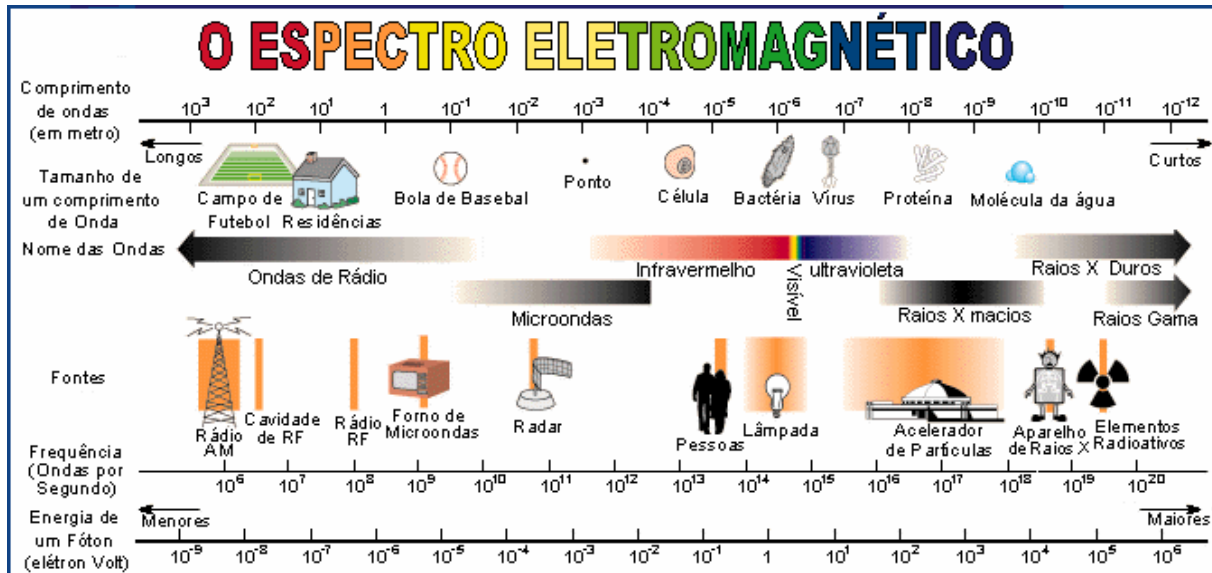 O ESPECTRO ELETROMAGNÉTICO
Comprimento
de ondas
(em metro)
10³ 10² 10¹ 1 10⁻¹ 10⁻² 10⁻³ 10⁻⁴ 10⁻⁵ 10⁻⁶ 10⁻⁷ 10⁻⁸ 10⁻⁹ 10⁻¹⁰ 10⁻¹¹ 10⁻¹²
Longos
Curtos
Tamanho de
um comprimento
de Onda
Campo de
Futebol
Residências
Bola de Basebal
Ponto
Célula
Bactéria
Vírus
Proteína
Molécula da água
Nome das Ondas
Ondas de Rádio
Infravermelho
Visível
ultravioleta
Raios X Duros
Microondas
Raios X macios
Raios Gama
Fontes
Rádio
AM
Cavidade
de RF
Rádio
RF
Forno de
Microondas
Radar
Pessoas
Lâmpada
Acelerador
de Partículas
Aparelho
de Raios X
Elementos
Radioativos
Frequência
(Ondas por
Segundo)
10⁶ 10⁷ 10⁸ 10⁹ 10¹⁰ 10¹¹ 10¹² 10¹³ 10¹⁴ 10¹⁵ 10¹⁶ 10¹⁷ 10¹⁸ 10¹⁹ 10²⁰
Menores
Maiores
Energia de
um Fóton
(elétron Volt)
10⁻⁹ 10⁻⁸ 10⁻⁷ 10⁻⁶ 10⁻⁵ 10⁻⁴ 10⁻³ 10⁻² 10⁻¹ 1 10¹ 10² 10³ 10⁴ 10⁵ 10⁶